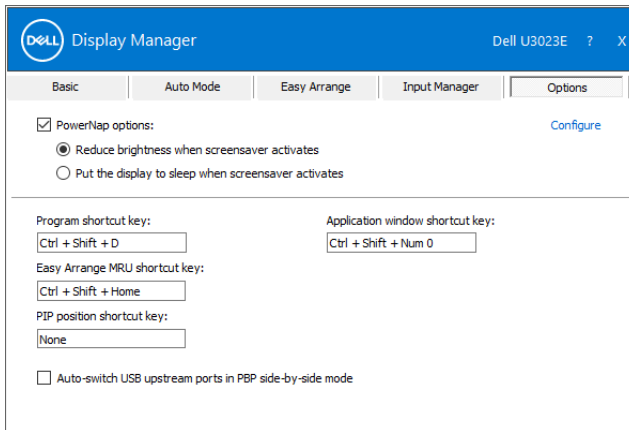 DELL Display Manager Dell U3023E ? X
Basic Auto Mode Easy Arrange Input Manager Options
PowerNap options: Configure
Reduce brightness when screensaver activates
Put the display to sleep when screensaver activates
Program shortcut key: Application window shortcut key:
Ctrl + Shift + D Ctrl + Shift + Num 0
Easy Arrange MRU shortcut key:
Ctrl + Shift + Home
PIP position shortcut key:
None
Auto-switch USB upstream ports in PBP side-by-side mode